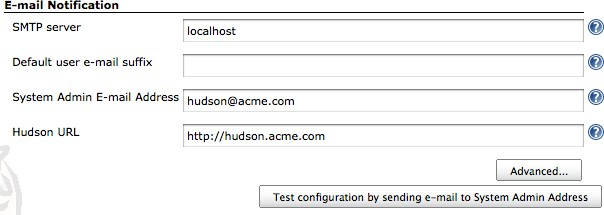 E-mail Notification
SMTP server localhost
Default user e-mail suffix
System Admin E-mail Address hudson@acme.com
Hudson URL http://hudson.acme.com
Advanced...
Test configuration by sending e-mail to System Admin Address